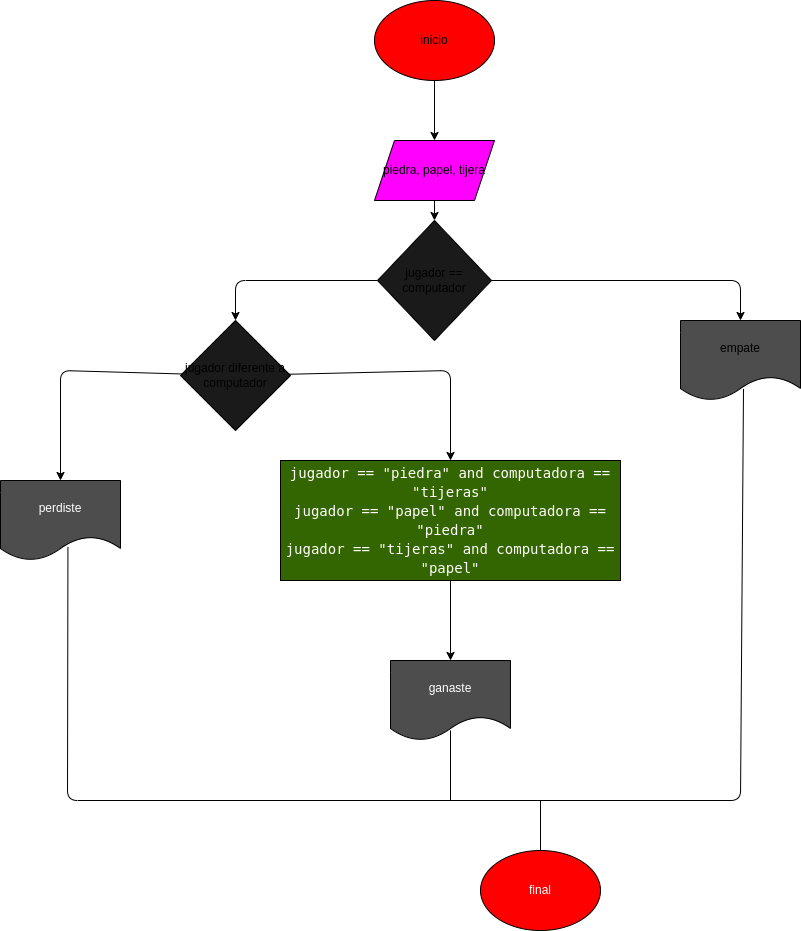 inicio
piedra, papel, tijera
jugador ==
computador
empate
jugador diferente a
computador
perdiste
jugador == "piedra" and computadora ==
"tijeras"
jugador == "papel" and computadora ==
"piedra"
jugador == "tijeras" and computadora ==
"papel"
ganaste
final